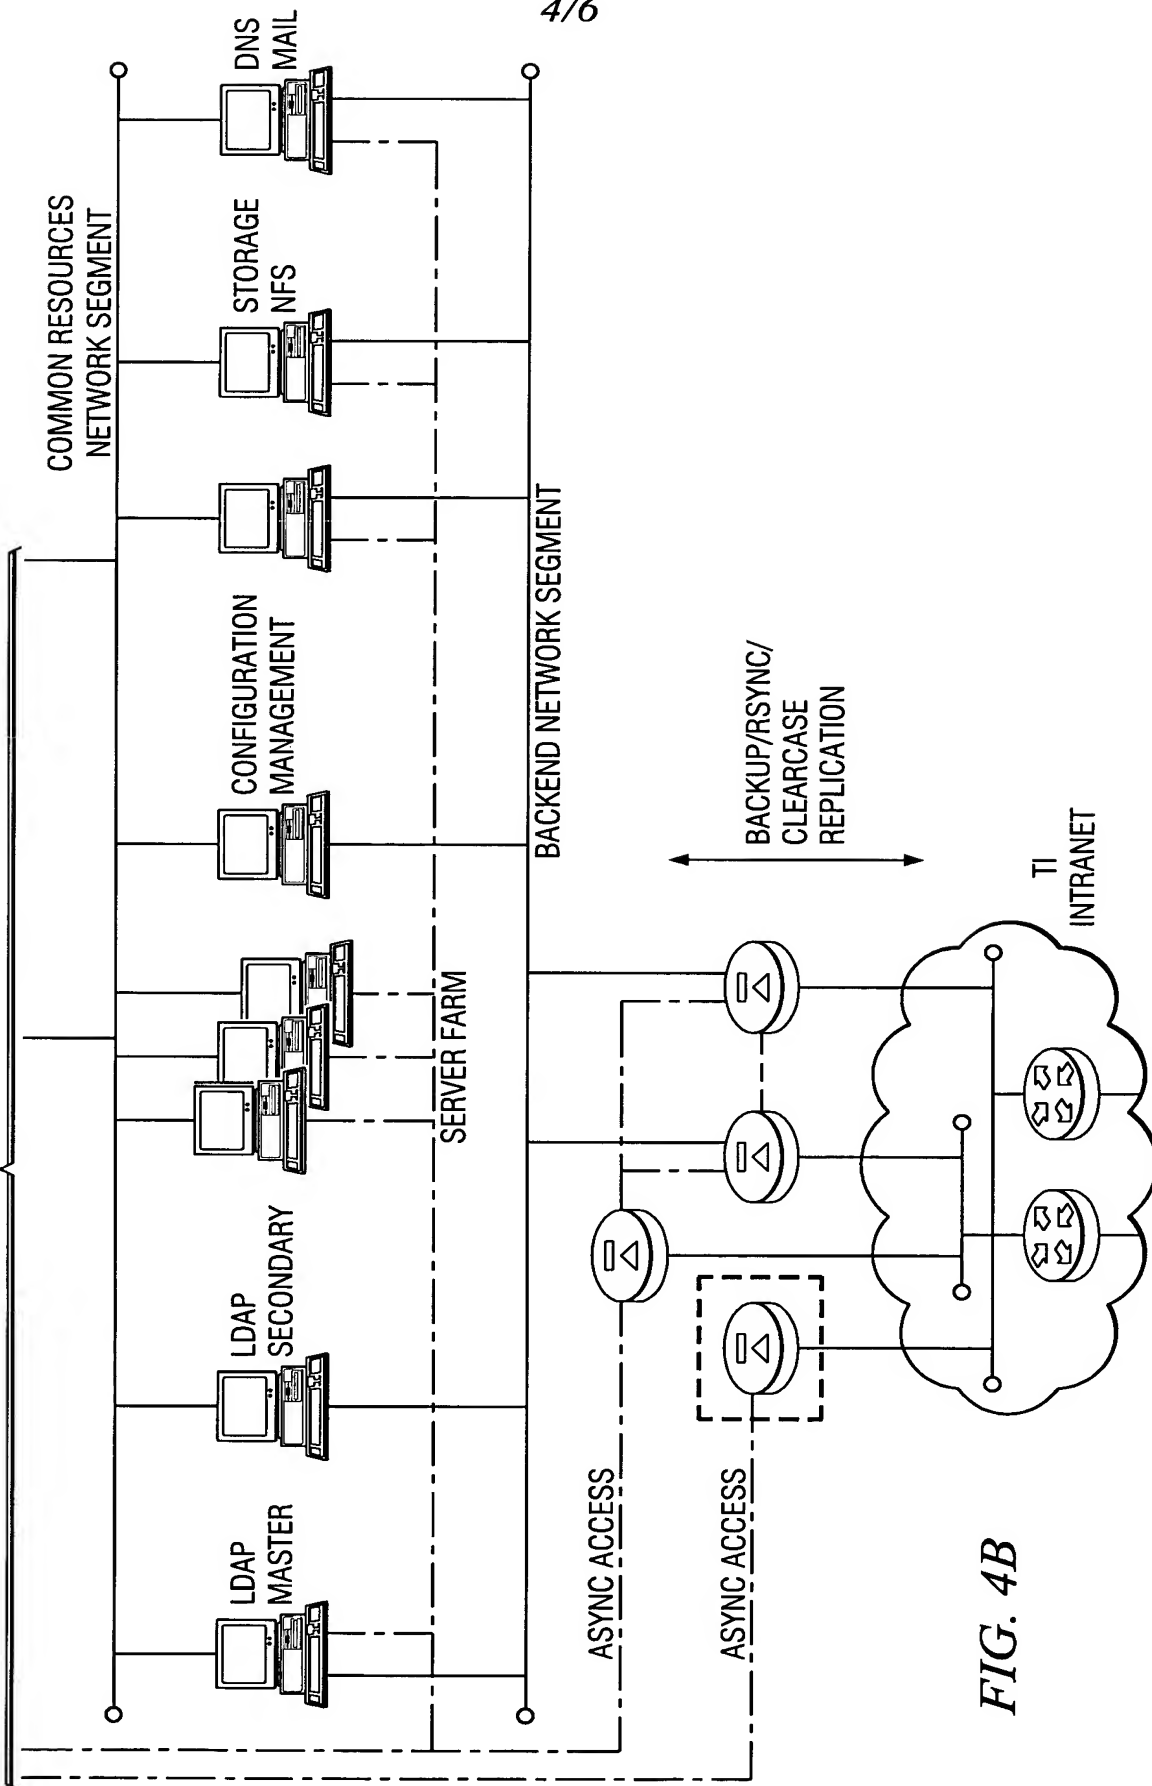 4/6
COMMON RESOURCES
NETWORK SEGMENT
LDAP
MASTER
LDAP
SECONDARY
CONFIGURATION
MANAGEMENT
STORAGE
NFS
DNS
MAIL
SERVER FARM
BACKEND NETWORK SEGMENT
ASYNC ACCESS
ASYNC ACCESS
BACKUP/RSYNC/
CLEARCASE
REPLICATION
TI
INTRANET
FIG. 4B